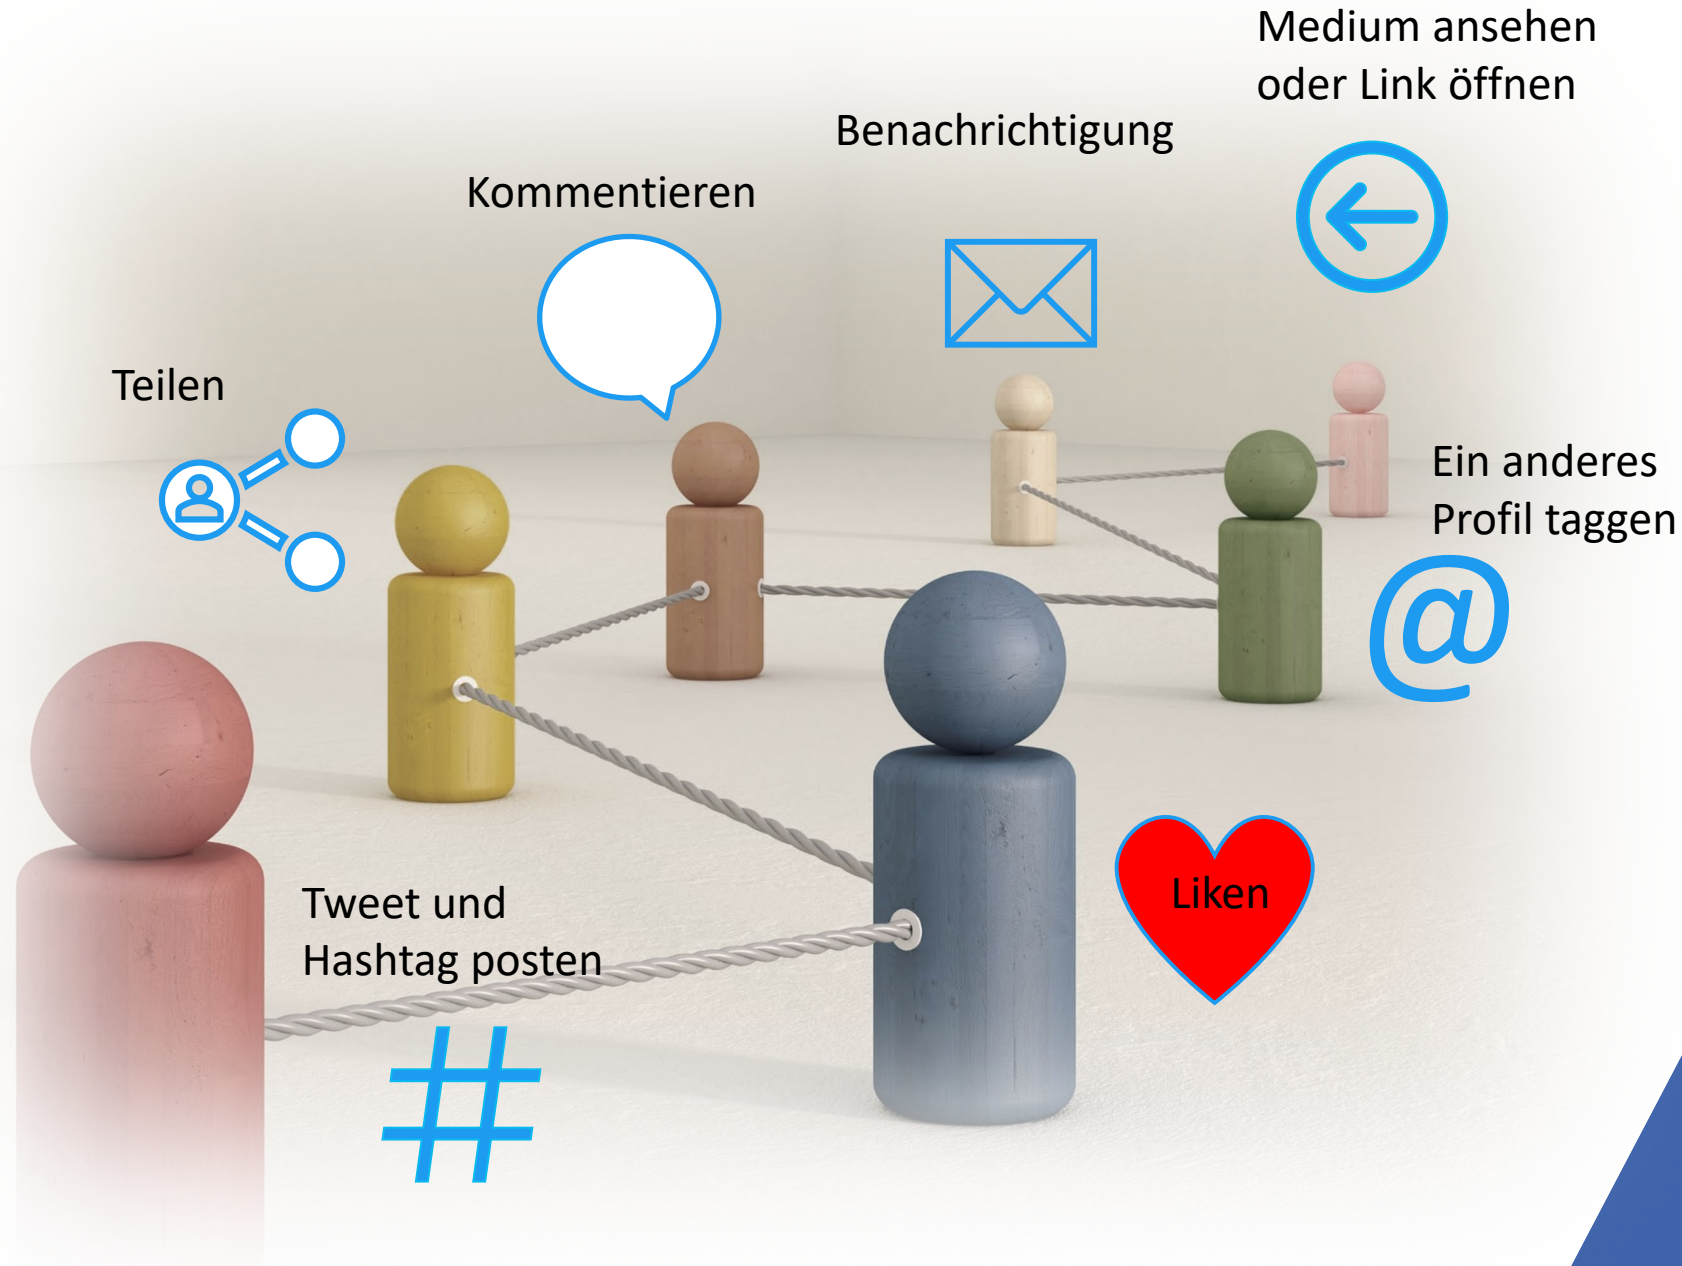 Medium ansehen
oder Link öffnen
Benachrichtigung
Kommentieren
Teilen
Ein anderes
Profil taggen
@
Liken
Tweet und
Hashtag posten
#